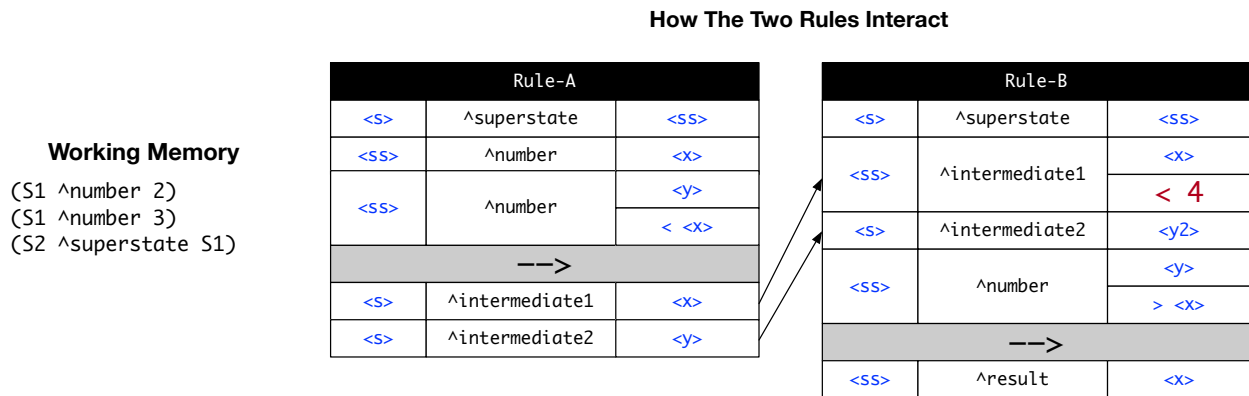 How The Two Rules Interact
Working Memory
(S1 ^number 2)
(S1 ^number 3)
(S2 ^superstate S1)
Rule-A
<s> ^superstate <ss>
<ss> ^number <x>
<ss> ^number <y>
< <x>
-->
<s> ^intermediate1 <x>
<s> ^intermediate2 <y>
Rule-B
<s> ^superstate <ss>
<ss> ^intermediate1 <x>
< 4
<s> ^intermediate2 <y2>
<ss> ^number <y>
> <x>
-->
<ss> ^result <x>